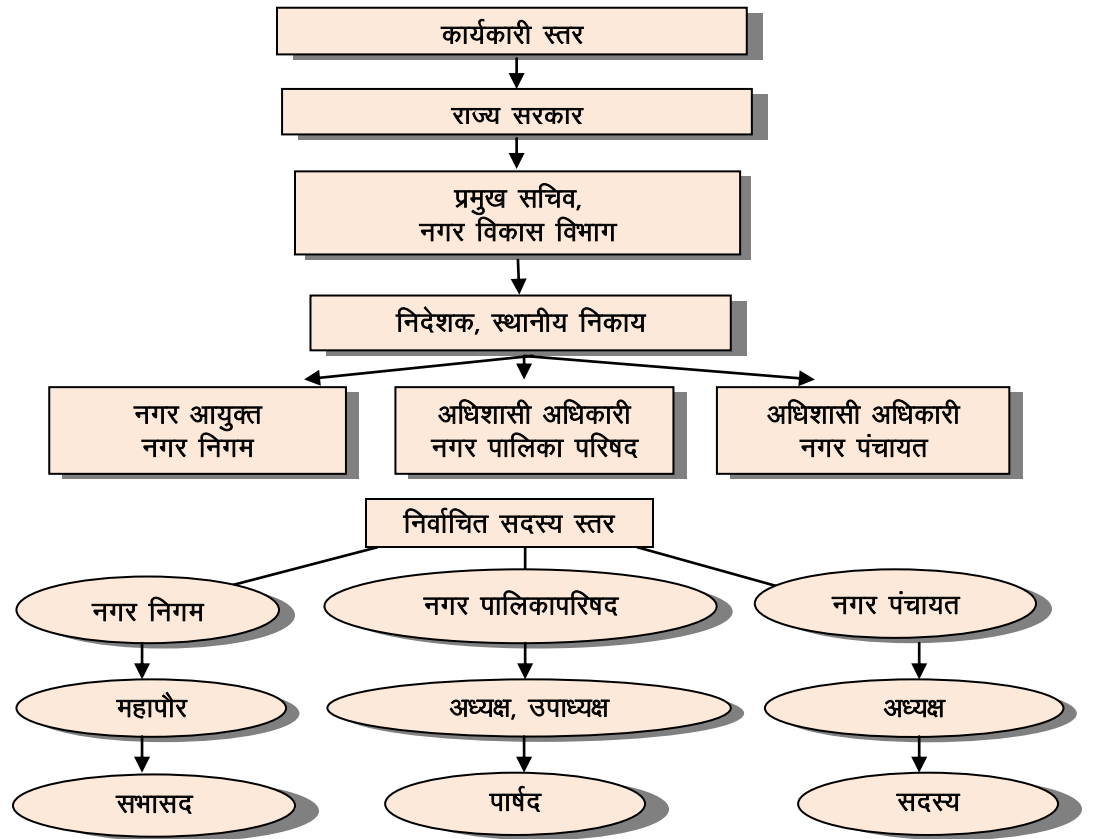 कार्यकारी स्तर
राज्य सरकार
प्रमुख सचिव,
नगर विकास विभाग
निदेशक, स्थानीय निकाय
नगर आयुक्त
नगर निगम
अधिशासी अधिकारी
नगर पालिका परिषद
अधिशासी अधिकारी
नगर पंचायत
निर्वाचित सदस्य स्तर
नगर निगम
नगर पालिकापरिषद
नगर पंचायत
महापौर
अध्यक्ष, उपाध्यक्ष
अध्यक्ष
सभासद
पार्षद
सदस्य